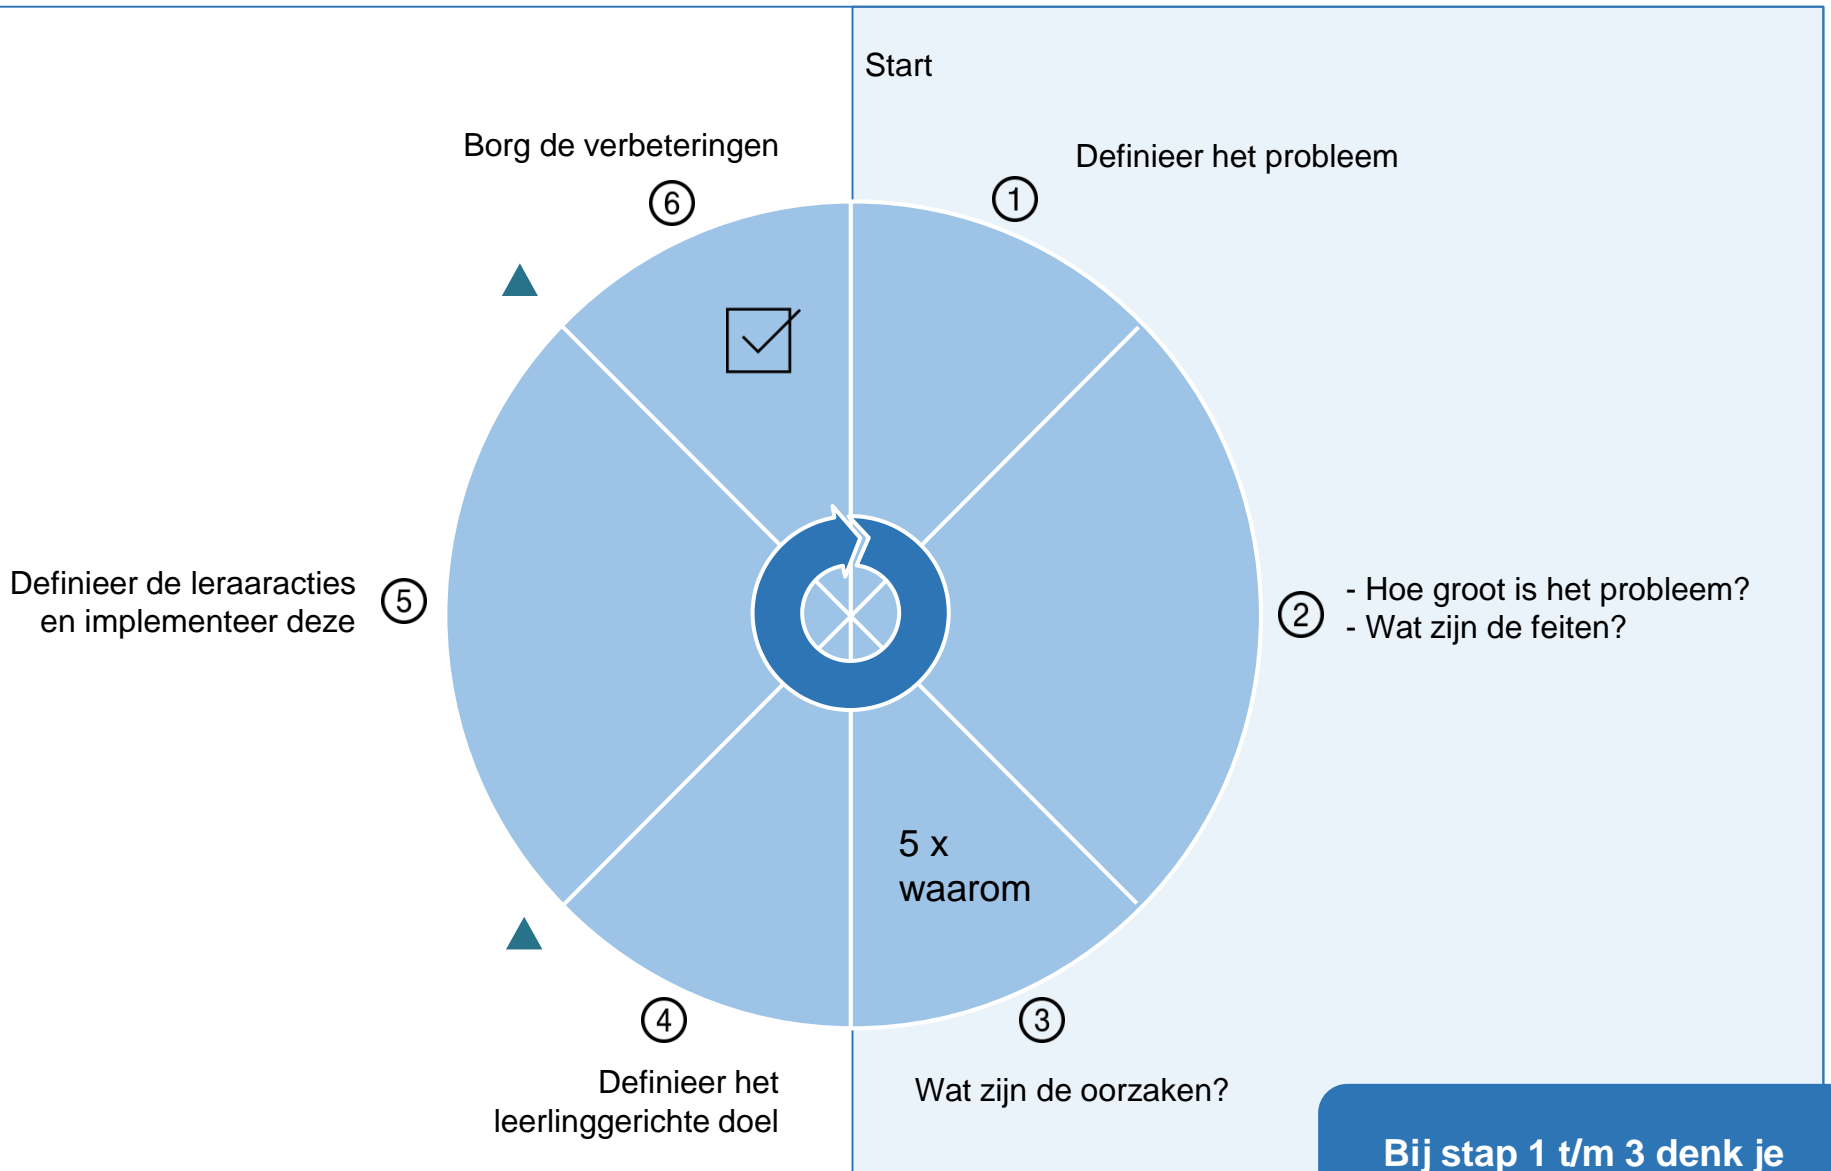 Start
Definieer het probleem
1
2
- Hoe groot is het probleem?
- Wat zijn de feiten?
5 x
waarom
3
Wat zijn de oorzaken?
4
Definieer het
leerlinggerichte doel
Definieer de leraaracties
en implementeer deze
5
Borg de verbeteringen
6
Bij stap 1 t/m 3 denk je